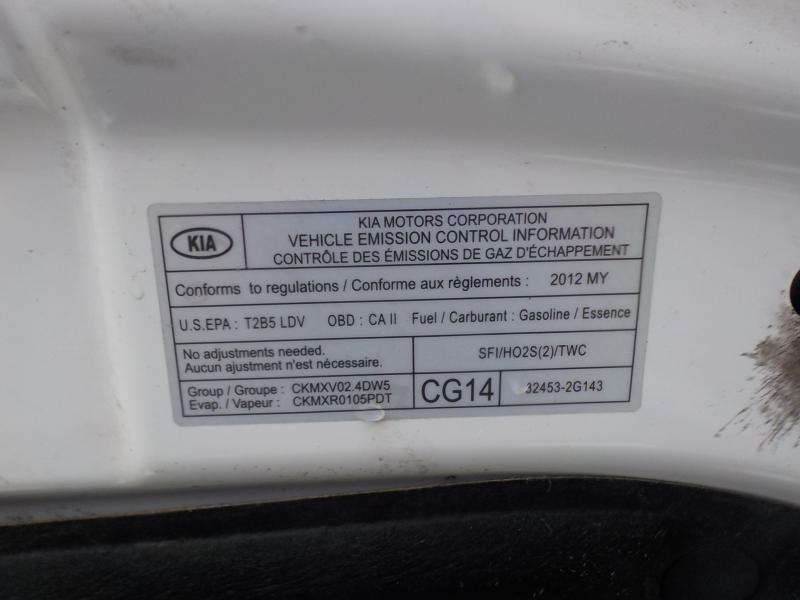 KIA
KIA MOTORS CORPORATION
VEHICLE EMISSION CONTROL INFORMATION
CONTRÔLE DES ÉMISSIONS DE GAZ D'ÉCHAPPEMENT
Conforms to regulations / Conforme aux règlements : 2012 MY
U.S.EPA : T2B5 LDV OBD : CA II Fuel / Carburant : Gasoline / Essence
No adjustments needed.
Aucun ajustment n'est nécessaire.
SFI/HO2S(2)/TWC
Group / Groupe : CKMXV02.4DW5
Evap. / Vapeur : CKMXR0105PDT
CG14
32453-2G143